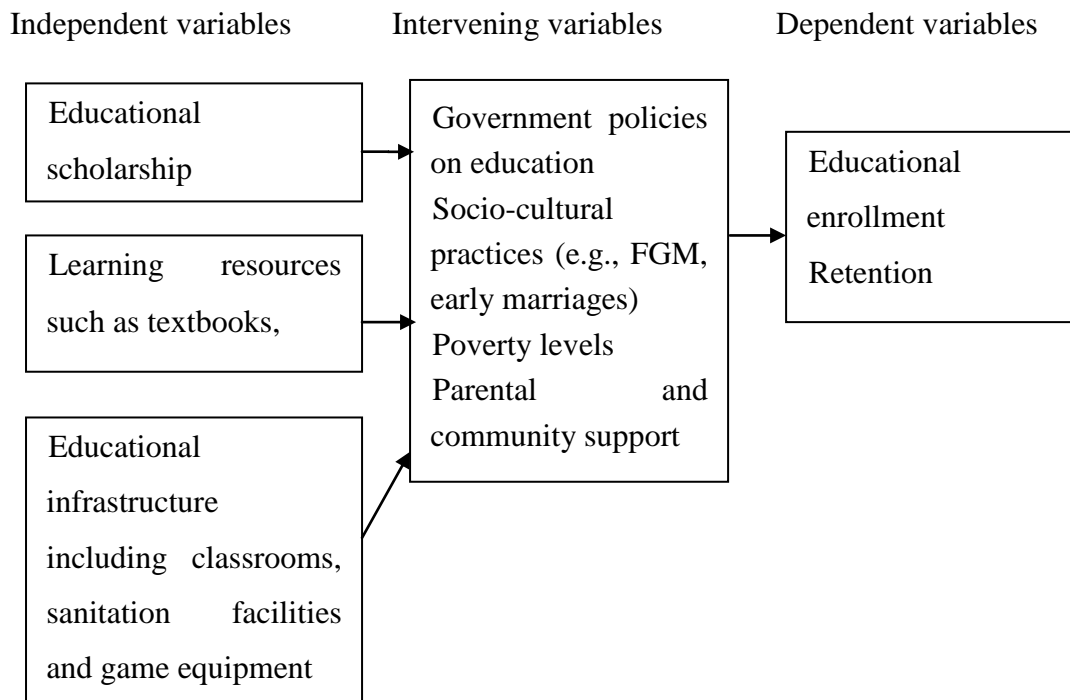 Independent variables
Intervening variables
Dependent variables
Educational
scholarship
Learning resources
such as textbooks,
Educational
infrastructure
including classrooms,
sanitation facilities
and game equipment
Government policies
on education
Socio-cultural
practices (e.g., FGM,
early marriages)
Poverty levels
Parental and
community support
Educational
enrollment
Retention